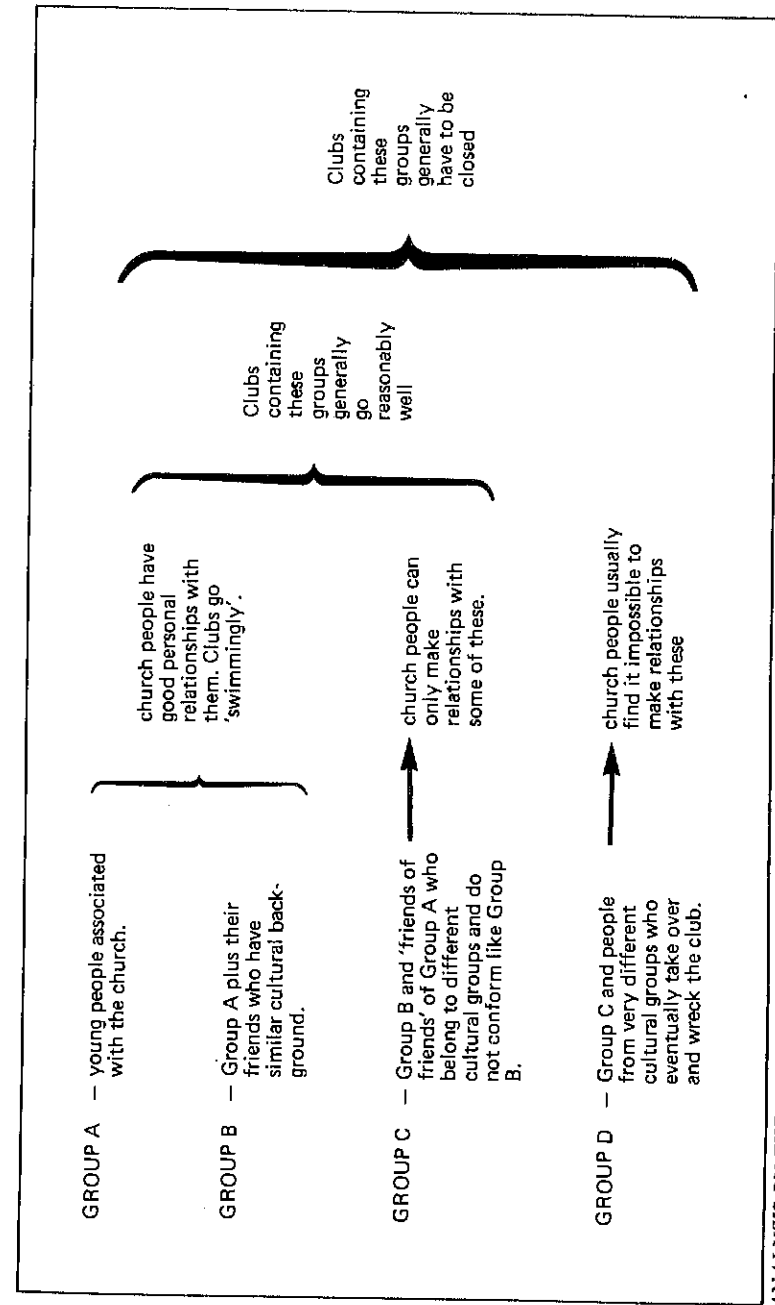 GROUP A — young people associated
with the church.
GROUP B — Group A plus their
friends who have
similar cultural back-
ground.
church people have
good personal
relationships with
them. Clubs go
'swimmingly'.
GROUP C — Group B and 'friends of
friends' of Group A who
belong to different
cultural groups and do
not conform like Group
B.
church people can
only make
relationships with
some of these.
Clubs
containing
these
groups
generally
go
reasonably
well
GROUP D — Group C and people
from very different
cultural groups who
eventually take over
and wreck the club.
church people usually
find it impossible to
make relationships
with these
Clubs
containing
these
groups
generally
have to be
closed